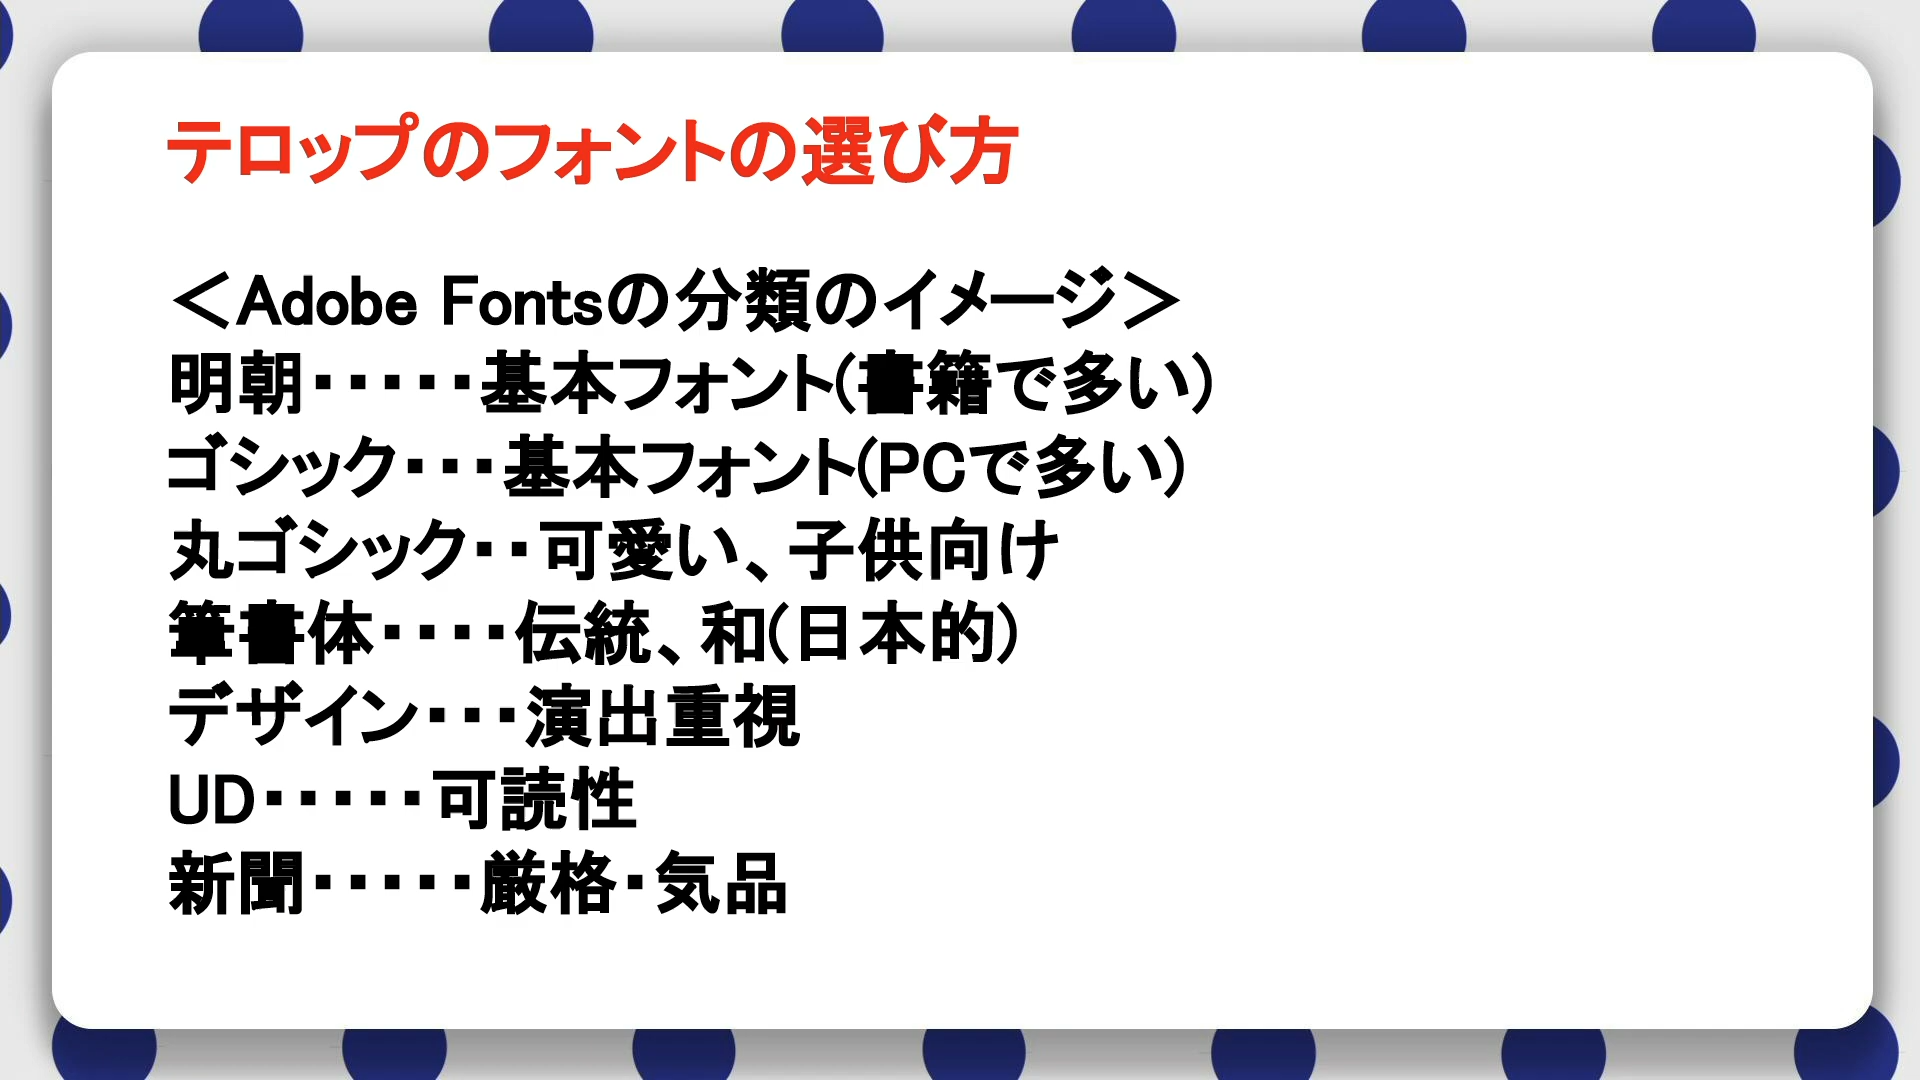 テロップのフォントの選び方
＜Adobe Fontsの分類のイメージ＞
明朝・・・・・基本フォント(書籍で多い)
ゴシック・・・基本フォント(PCで多い)
丸ゴシック・・可愛い、子供向け
筆書体・・・・伝統、和(日本的)
デザイン・・・演出重視
UD・・・・・可読性
新聞・・・・・厳格・気品